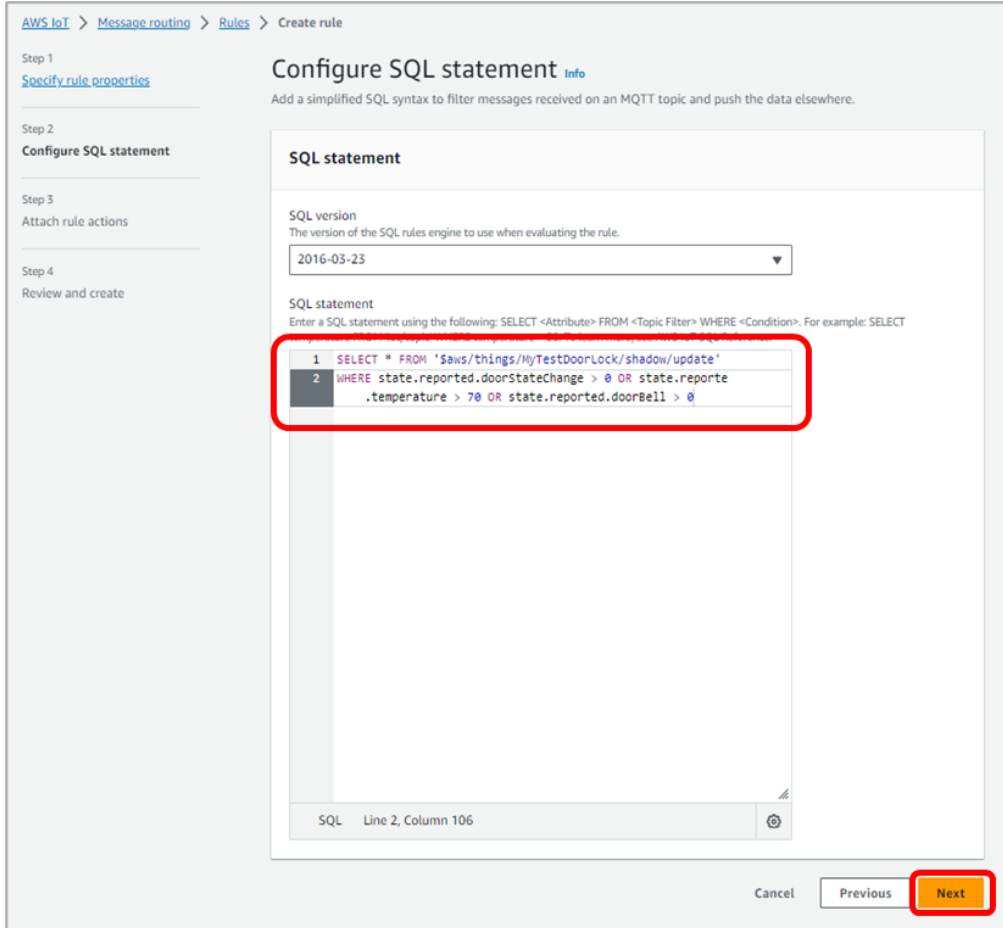 AWS IoT > Message routing > Rules > Create rule
Step 1
Specify rule properties
Step 2
Configure SQL statement
Step 3
Attach rule actions
Step 4
Review and create
Configure SQL statement Info
Add a simplified SQL syntax to filter messages received on an MQTT topic and push the data elsewhere.
SQL statement
SQL version
The version of the SQL rules engine to use when evaluating the rule.
2016-03-23
SQL statement
Enter a SQL statement using the following: SELECT <Attribute> FROM <Topic Filter> WHERE <Condition>. For example: SELECT
1 SELECT * FROM '$aws/things/MyTestDoorLock/shadow/update'
2 WHERE state.reported.doorStateChange > 0 OR state.reporte
.temperature > 70 OR state.reported.doorBell > 0
SQL Line 2, Column 106
Cancel Previous Next